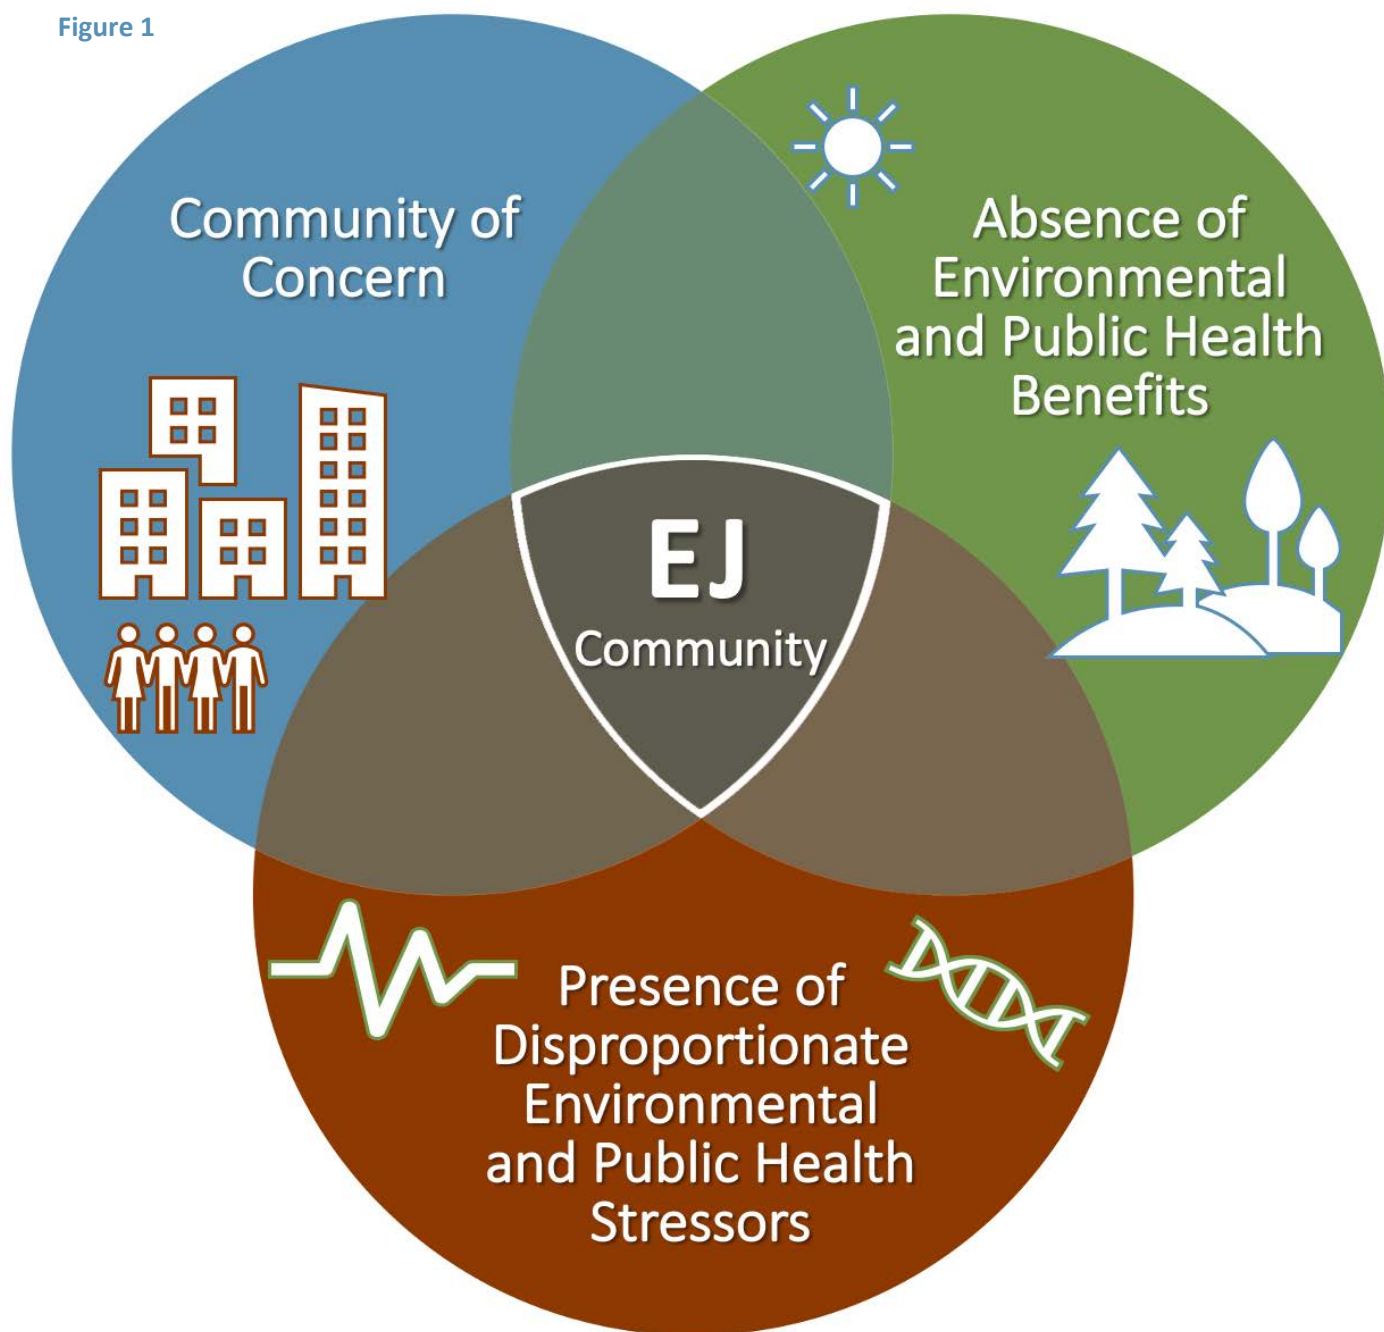 Figure 1
Community of
Concern
Absence of
Environmental
and Public Health
Benefits
EJ
Community
Presence of
Disproportionate
Environmental
and Public Health
Stressors